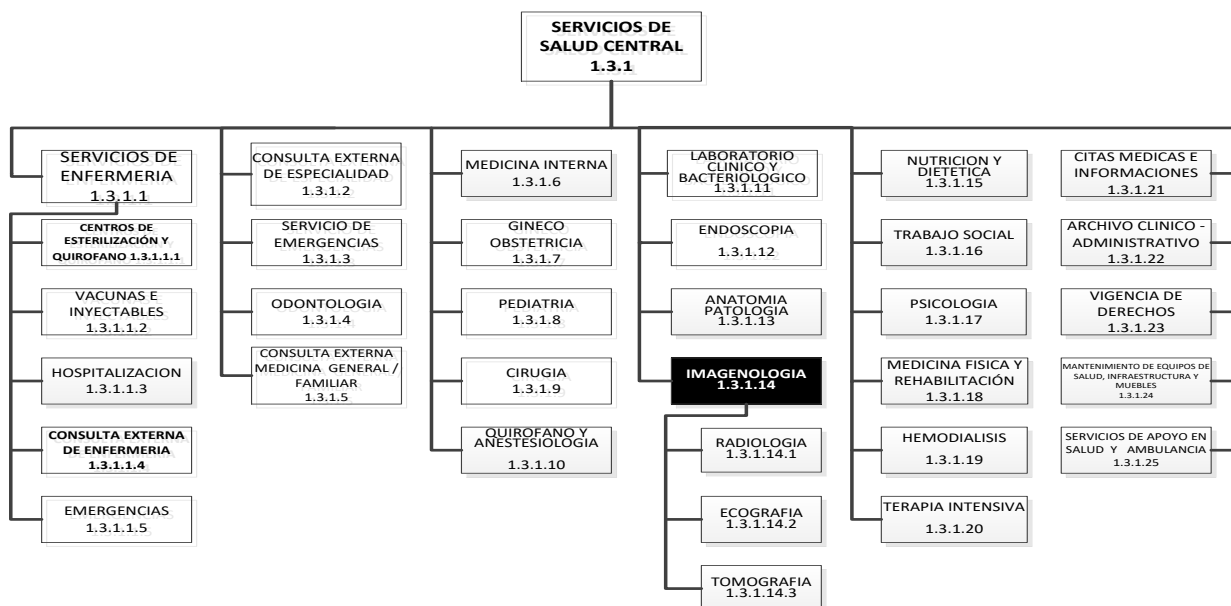 SERVICIOS DE
SALUD CENTRAL
1.3.1
SERVICIOS DE
ENFERMERIA
1.3.1.1
CENTROS DE
ESTERILIZACIÓN Y
QUIROFANO 1.3.1.1.1
VACUNAS E
INYECTABLES
1.3.1.1.2
HOSPITALIZACION
1.3.1.1.3
CONSULTA EXTERNA
DE ENFERMERIA
1.3.1.1.4
EMERGENCIAS
1.3.1.1.5
CONSULTA EXTERNA
DE ESPECIALIDAD
1.3.1.2
SERVICIO DE
EMERGENCIAS
1.3.1.3
ODONTOLOGIA
1.3.1.4
CONSULTA EXTERNA
MEDICINA GENERAL /
FAMILIAR
1.3.1.5
MEDICINA INTERNA
1.3.1.6
GINECO
OBSTETRICIA
1.3.1.7
PEDIATRIA
1.3.1.8
CIRUGIA
1.3.1.9
QUIROFANO Y
ANESTESIOLOGIA
1.3.1.10
LABORATORIO
CLINICO Y
BACTERIOLOGICO
1.3.1.11
ENDOSCOPIA
1.3.1.12
ANATOMIA
PATOLOGIA
1.3.1.13
IMAGENOLOGIA
1.3.1.14
RADIOLOGIA
1.3.1.14.1
ECOGRAFIA
1.3.1.14.2
TOMOGRAFIA
1.3.1.14.3
NUTRICION Y
DIETETICA
1.3.1.15
TRABAJO SOCIAL
1.3.1.16
PSICOLOGIA
1.3.1.17
MEDICINA FISICA Y
REHABILITACIÓN
1.3.1.18
HEMODIALISIS
1.3.1.19
TERAPIA INTENSIVA
1.3.1.20
CITAS MEDICAS E
INFORMACIONES
1.3.1.21
ARCHIVO CLINICO -
ADMINISTRATIVO
1.3.1.22
VIGENCIA DE
DERECHOS
1.3.1.23
MANTENIMIENTO DE EQUIPOS DE
SALUD, INFRAESTRUCTURA Y
MUEBLES
1.3.1.24
SERVICIOS DE APOYO EN
SALUD Y AMBULANCIA
1.3.1.25